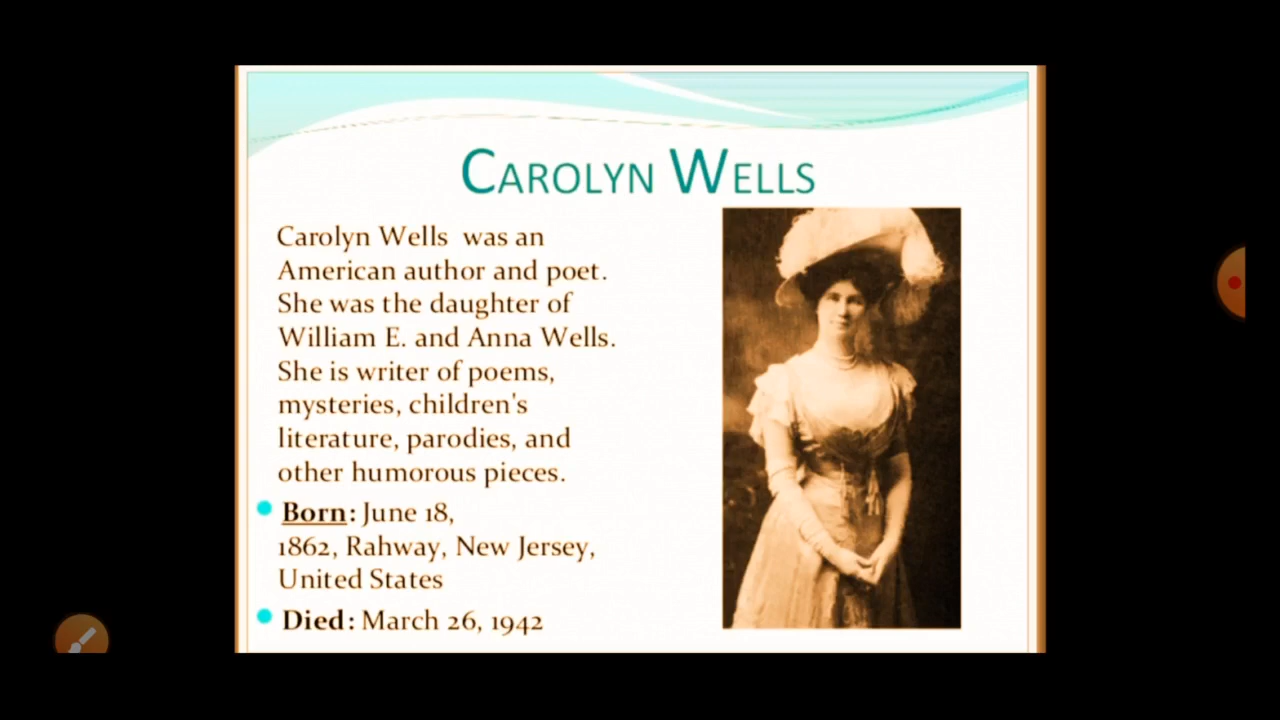 CAROLYN WELLS
Carolyn Wells was an
American author and poet.
She was the daughter of
William E. and Anna Wells.
She is writer of poems,
mysteries, children's
literature, parodies, and
other humorous pieces.
Born: June 18,
1862, Rahway, New Jersey,
United States
Died: March 26, 1942